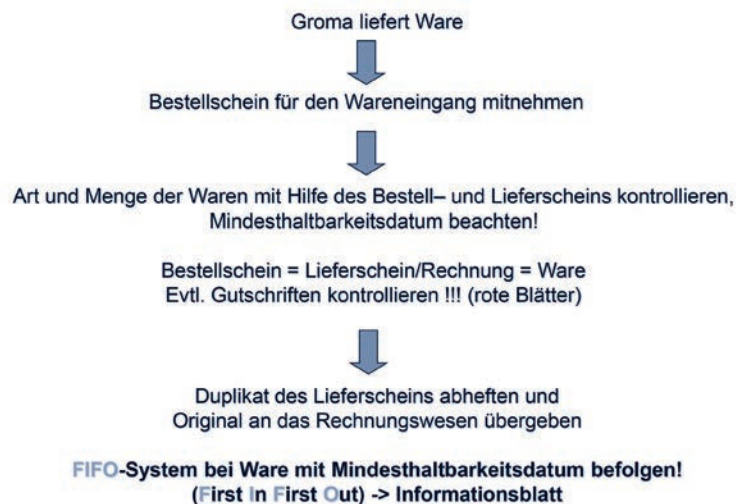 Groma liefert Ware
Bestellschein für den Wareneingang mitnehmen
Art und Menge der Waren mit Hilfe des Bestell– und Lieferscheins kontrollieren,
Mindesthaltbarkeitsdatum beachten!
Bestellschein = Lieferschein/Rechnung = Ware
Evtl. Gutschriften kontrollieren !!! (rote Blätter)
Duplikat des Lieferscheins abheften und
Original an das Rechnungswesen übergeben
FIFO-System bei Ware mit Mindesthaltbarkeitsdatum befolgen!
(First In First Out) -> Informationsblatt